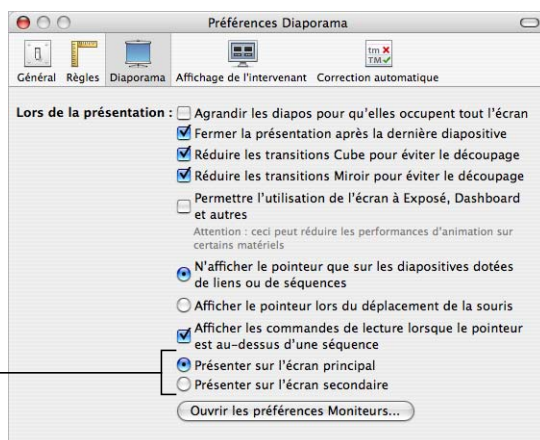 Préférences Diaporama
tm
TM
Général Règles Diaporama Affichage de l'intervenant Correction automatique
Lors de la présentation : Agrandir les diapos pour qu'elles occupent tout l'écran
Fermer la présentation après la dernière diapositive
Réduire les transitions Cube pour éviter le découpage
Réduire les transitions Miroir pour éviter le découpage
Permettre l'utilisation de l'écran à Exposé, Dashboard
et autres
Attention : ceci peut réduire les performances d'animation sur
certains matériels
N'afficher le pointeur que sur les diapositives dotées
de liens ou de séquences
Afficher le pointeur lors du déplacement de la souris
Afficher les commandes de lecture lorsque le pointeur
est au-dessus d'une séquence
Présenter sur l'écran principal
Présenter sur l'écran secondaire
Ouvrir les préférences Moniteurs...